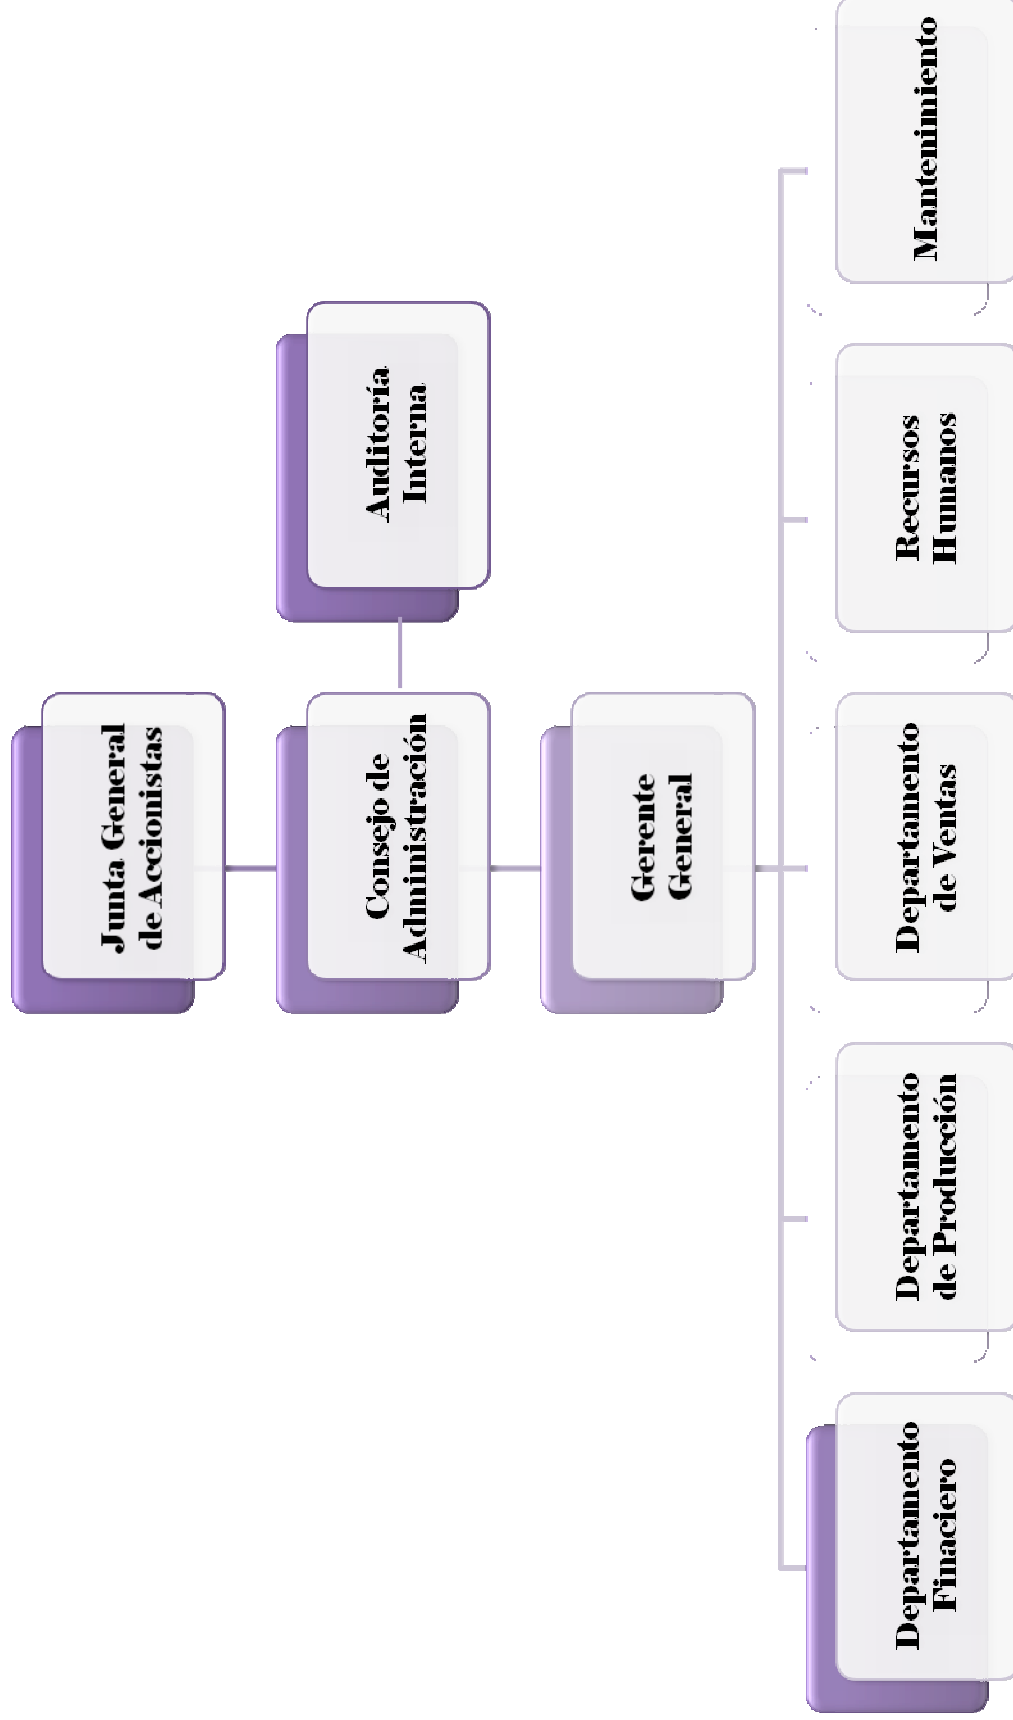 Junta General
de Accionistas
Consejo de
Administración
Auditoría
Interna
Gerente
General
Departamento
Finaciero
Departamento
de Producción
Departamento
de Ventas
Recursos
Humanos
Mantenimiento